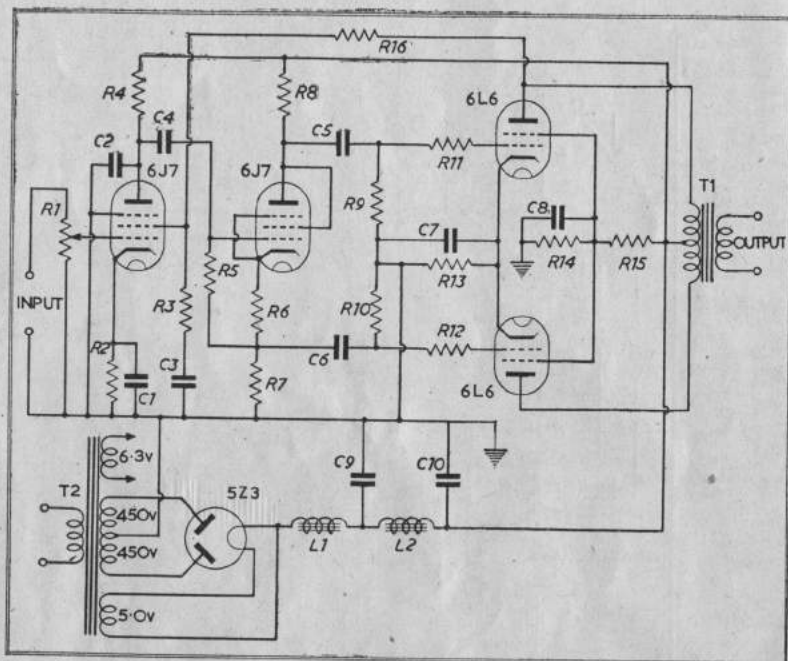 R16
R4
R8
6L6
C4
C5
C2
6J7
6J7
R11
T1
R1
R9
C8
C7
OUTPUT
R14
R15
R5
R13
R3
R6
R10
INPUT
R12
C6
R2
C3
R7
6L6
C1
6.3v
C9
C10
T2
5Z3
450v
450v
L1
L2
5.0v